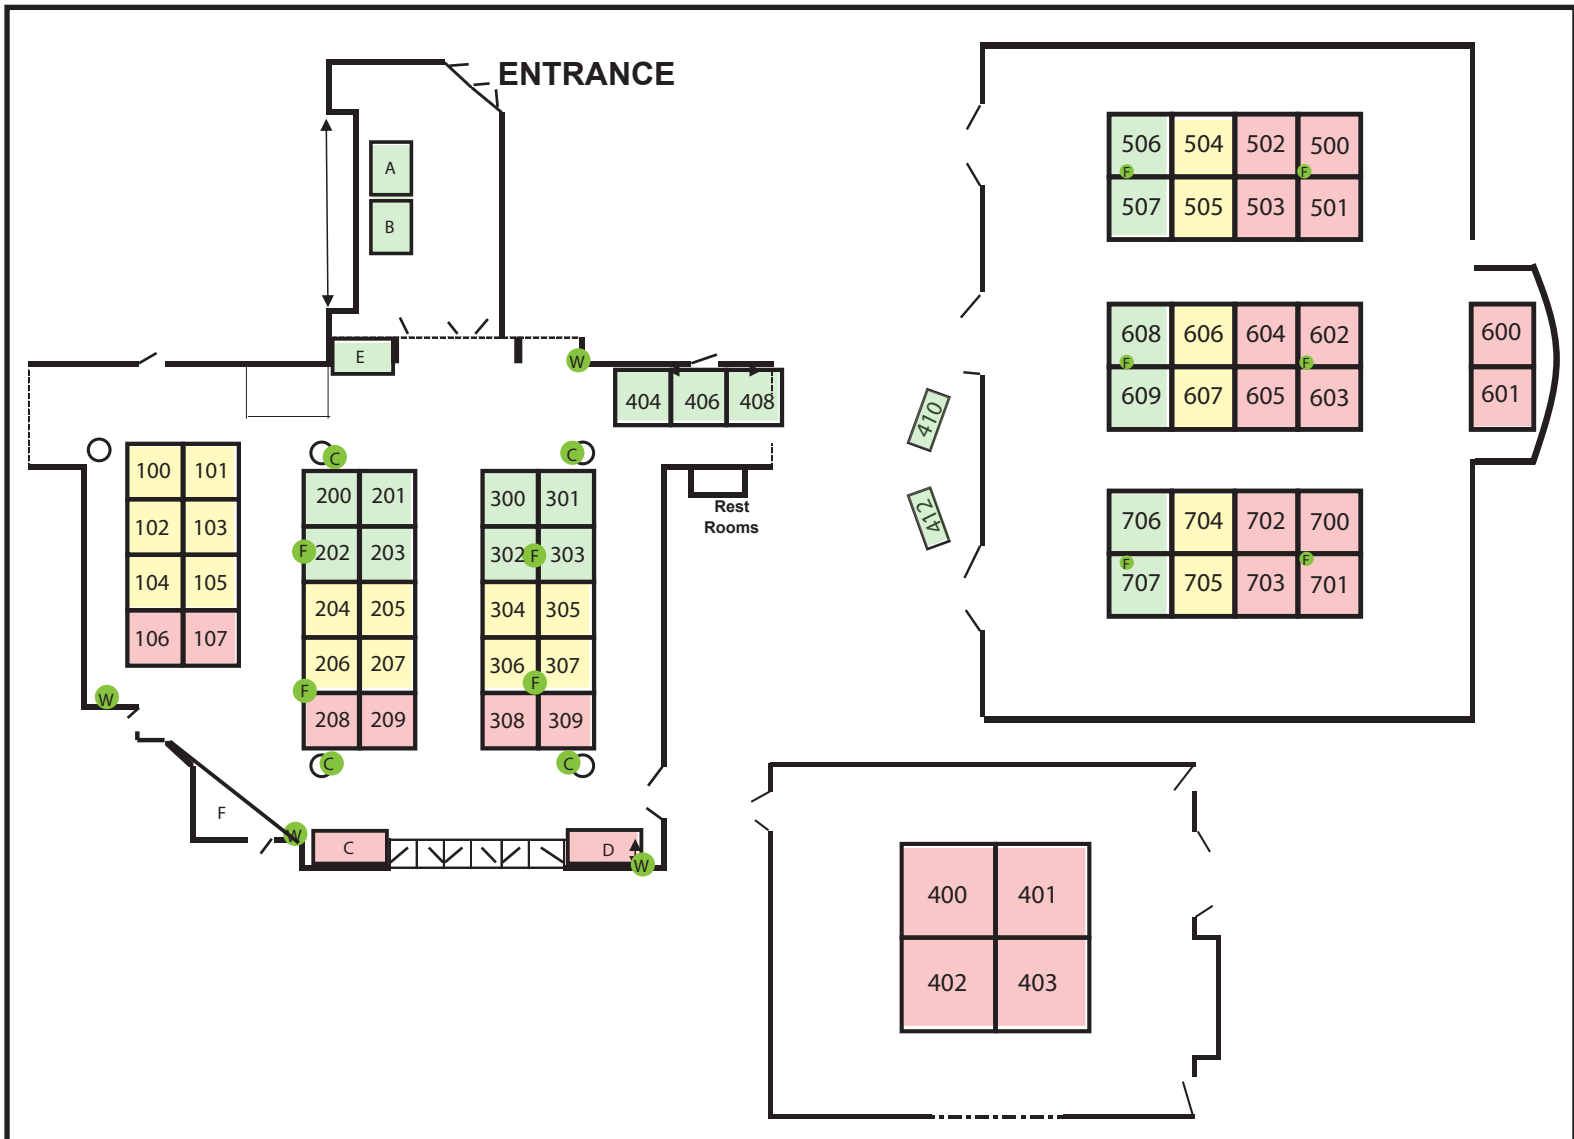 ENTRANCE
A
B
E
W
404 406 408
C
C
100 101
102 103
104 105
106 107
200 201
F 202 203
204 205
206 207
F
208 209
300 301
302 F 303
304 305
306 307
F
308 309
Rest
Rooms
W
C
C
F
W
C
D
W
410
412
506 504 502 500
F
F
507 505 503 501
608 606 604 602
F
F
609 607 605 603
600
601
706 704 702 700
F
F
707 705 703 701
400 401
402 403